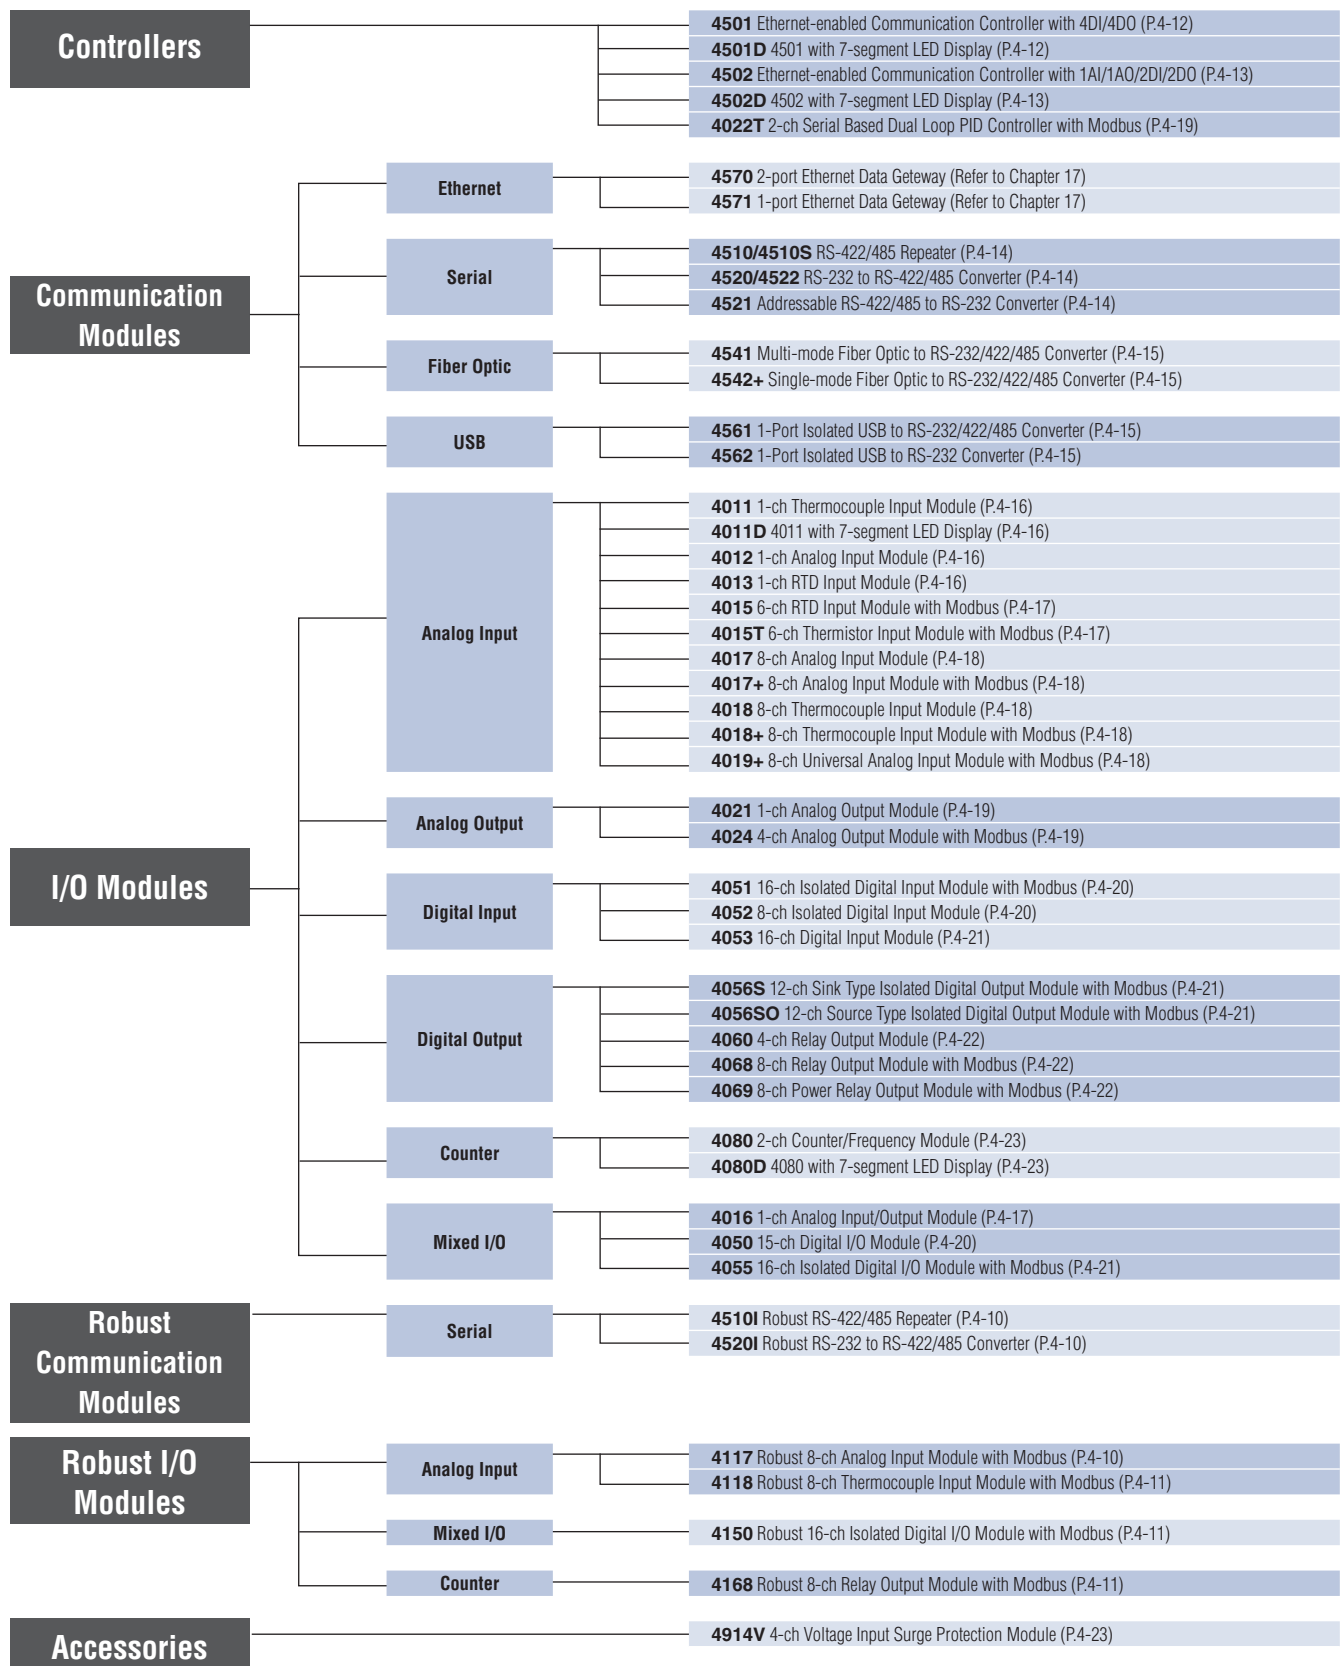 Controllers
4501 Ethernet-enabled Communication Controller with 4DI/4DO (P.4-12)
4501D 4501 with 7-segment LED Display (P.4-12)
4502 Ethernet-enabled Communication Controller with 1AI/1AO/2DI/2DO (P.4-13)
4502D 4502 with 7-segment LED Display (P.4-13)
4022T 2-ch Serial Based Dual Loop PID Controller with Modbus (P.4-19)
Communication
Modules
Ethernet
4570 2-port Ethernet Data Geteway (Refer to Chapter 17)
4571 1-port Ethernet Data Geteway (Refer to Chapter 17)
Serial
4510/4510S RS-422/485 Repeater (P.4-14)
4520/4522 RS-232 to RS-422/485 Converter (P.4-14)
4521 Addressable RS-422/485 to RS-232 Converter (P.4-14)
Fiber Optic
4541 Multi-mode Fiber Optic to RS-232/422/485 Converter (P.4-15)
4542+ Single-mode Fiber Optic to RS-232/422/485 Converter (P.4-15)
USB
4561 1-Port Isolated USB to RS-232/422/485 Converter (P.4-15)
4562 1-Port Isolated USB to RS-232 Converter (P.4-15)
I/O Modules
Analog Input
4011 1-ch Thermocouple Input Module (P.4-16)
4011D 4011 with 7-segment LED Display (P.4-16)
4012 1-ch Analog Input Module (P.4-16)
4013 1-ch RTD Input Module (P.4-16)
4015 6-ch RTD Input Module with Modbus (P.4-17)
4015T 6-ch Thermistor Input Module with Modbus (P.4-17)
4017 8-ch Analog Input Module (P.4-18)
4017+ 8-ch Analog Input Module with Modbus (P.4-18)
4018 8-ch Thermocouple Input Module (P.4-18)
4018+ 8-ch Thermocouple Input Module with Modbus (P.4-18)
4019+ 8-ch Universal Analog Input Module with Modbus (P.4-18)
Analog Output
4021 1-ch Analog Output Module (P.4-19)
4024 4-ch Analog Output Module with Modbus (P.4-19)
Digital Input
4051 16-ch Isolated Digital Input Module with Modbus (P.4-20)
4052 8-ch Isolated Digital Input Module (P.4-20)
4053 16-ch Digital Input Module (P.4-21)
Digital Output
4056S 12-ch Sink Type Isolated Digital Output Module with Modbus (P.4-21)
4056SO 12-ch Source Type Isolated Digital Output Module with Modbus (P.4-21)
4060 4-ch Relay Output Module (P.4-22)
4068 8-ch Relay Output Module with Modbus (P.4-22)
4069 8-ch Power Relay Output Module with Modbus (P.4-22)
Counter
4080 2-ch Counter/Frequency Module (P.4-23)
4080D 4080 with 7-segment LED Display (P.4-23)
Mixed I/O
4016 1-ch Analog Input/Output Module (P.4-17)
4050 15-ch Digital I/O Module (P.4-20)
4055 16-ch Isolated Digital I/O Module with Modbus (P.4-21)
Robust
Communication
Modules
Serial
4510I Robust RS-422/485 Repeater (P.4-10)
4520I Robust RS-232 to RS-422/485 Converter (P.4-10)
Robust I/O
Modules
Analog Input
4117 Robust 8-ch Analog Input Module with Modbus (P.4-10)
4118 Robust 8-ch Thermocouple Input Module with Modbus (P.4-11)
Mixed I/O
4150 Robust 16-ch Isolated Digital I/O Module with Modbus (P.4-11)
Counter
4168 Robust 8-ch Relay Output Module with Modbus (P.4-11)
Accessories
4914V 4-ch Voltage Input Surge Protection Module (P.4-23)